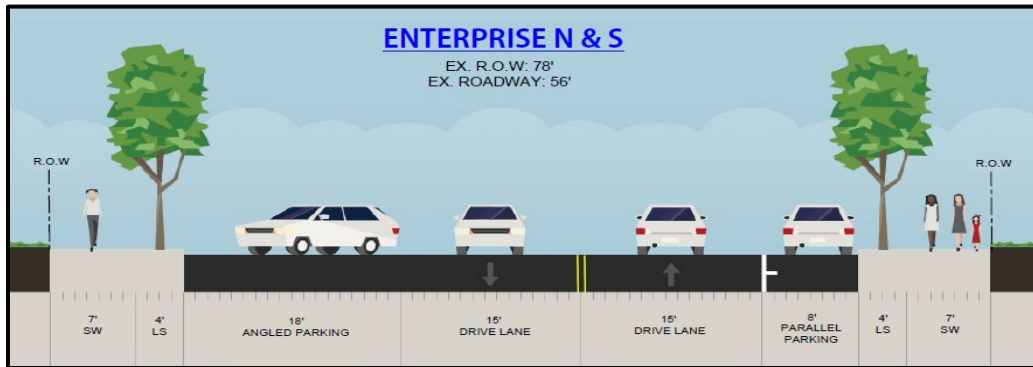 ENTERPRISE N & S
EX. R.O.W: 78'
EX. ROADWAY: 56'
R.O.W
R.O.W
7'
SW
4'
LS
18'
ANGLED PARKING
15'
DRIVE LANE
15'
DRIVE LANE
8'
PARALLEL
PARKING
4'
LS
7'
SW